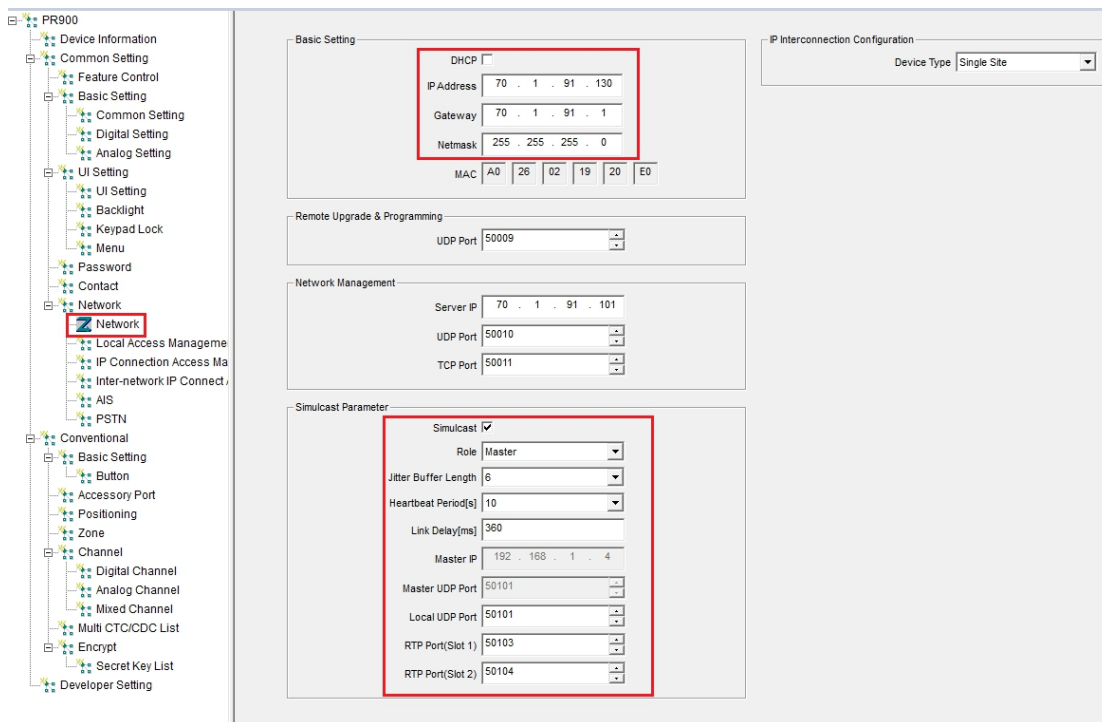 PR900
Device Information
Common Setting
Feature Control
Basic Setting
Common Setting
Digital Setting
Analog Setting
UI Setting
UI Setting
Backlight
Keypad Lock
Menu
Password
Contact
Network
Network
Local Access Manageme
IP Connection Access Ma
Inter-network IP Connect
AIS
PSTN
Conventional
Basic Setting
Button
Accessory Port
Positioning
Zone
Channel
Digital Channel
Analog Channel
Mixed Channel
Multi CTC/CDC List
Encrypt
Secret Key List
Developer Setting
Basic Setting
DHCP
IP Address 70 . 1 . 91 . 130
Gateway 70 . 1 . 91 . 1
Netmask 255 . 255 . 255 . 0
MAC A0 26 02 19 20 E0
Remote Upgrade & Programming
UDP Port 50009
Network Management
Server IP 70 . 1 . 91 . 101
UDP Port 50010
TCP Port 50011
Simulcast Parameter
Simulcast
Role Master
Jitter Buffer Length 6
Heartbeat Period[s] 10
Link Delay[ms] 360
Master IP 192 . 168 . 1 . 4
Master UDP Port 50101
Local UDP Port 50101
RTP Port(Slot 1) 50103
RTP Port(Slot 2) 50104
IP Interconnection Configuration
Device Type Single Site